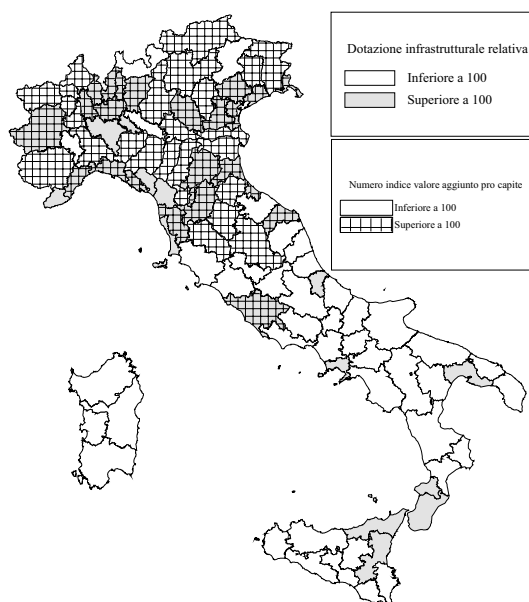 Dotazione infrastrutturale relativa
Inferiore a 100
Superiore a 100
Numero indice valore aggiunto pro capite
Inferiore a 100
Superiore a 100